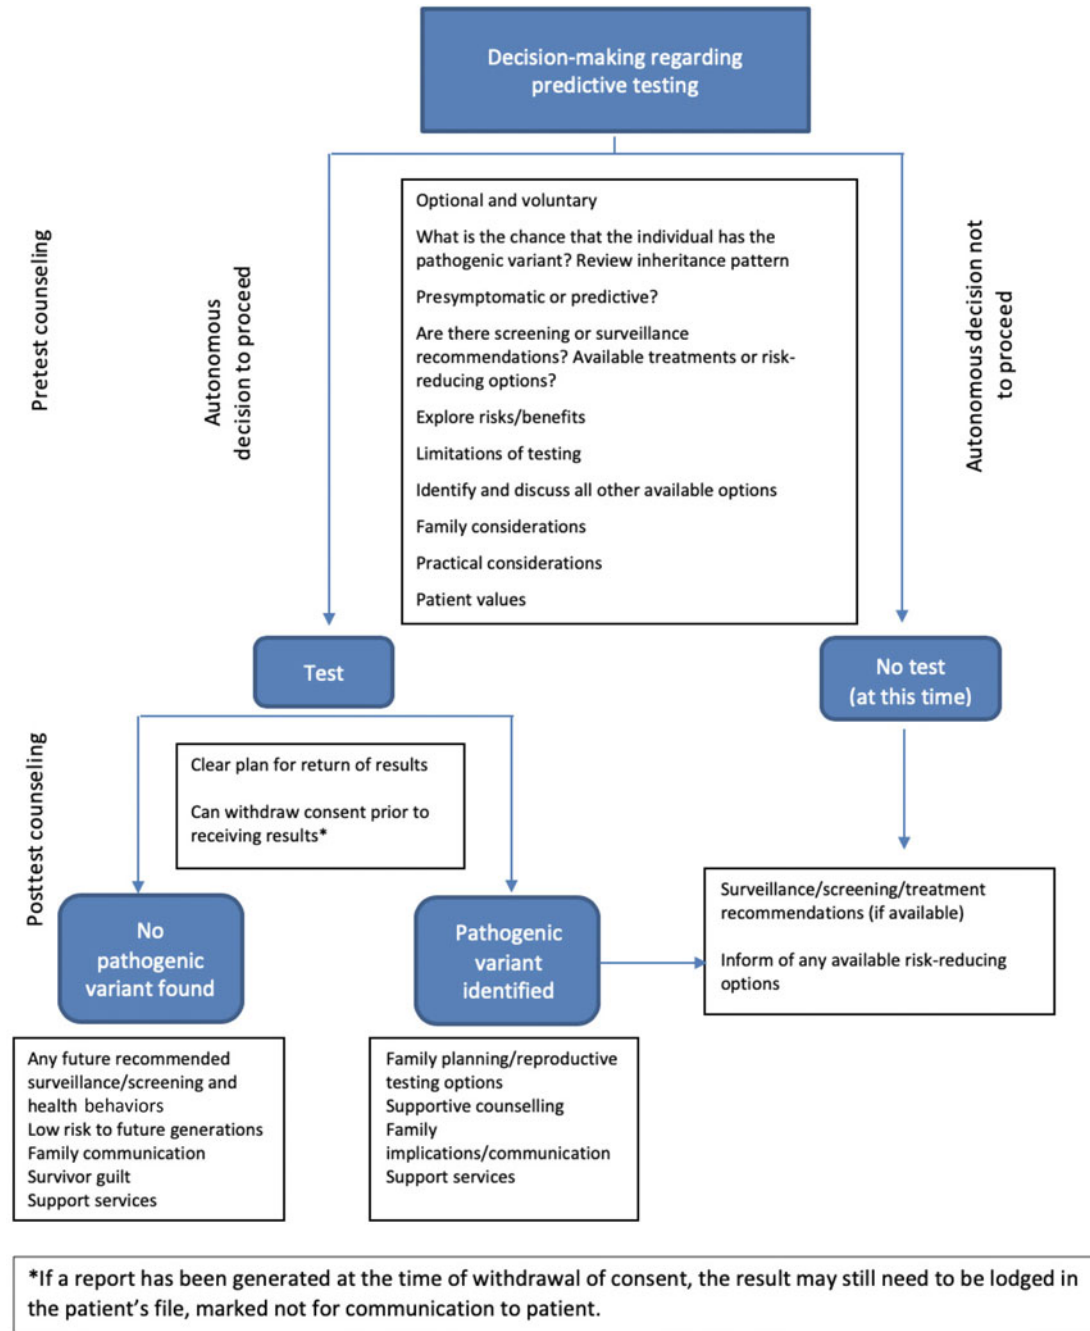 Decision-making regarding
predictive testing
Pretest counseling
Autonomous
decision to proceed
Optional and voluntary
What is the chance that the individual has the
pathogenic variant? Review inheritance pattern
Presymptomatic or predictive?
Are there screening or surveillance
recommendations? Available treatments or risk-
reducing options?
Explore risks/benefits
Limitations of testing
Identify and discuss all other available options
Family considerations
Practical considerations
Patient values
Autonomous decision not
to proceed
Test
No test
(at this time)
Posttest counseling
Clear plan for return of results
Can withdraw consent prior to
receiving results*
No
pathogenic
variant found
Pathogenic
variant
identified
Surveillance/screening/treatment
recommendations (if available)
Inform of any available risk-reducing
options
Any future recommended
surveillance/screening and
health behaviors
Low risk to future generations
Family communication
Survivor guilt
Support services
Family planning/reproductive
testing options
Supportive counselling
Family
implications/communication
Support services
*If a report has been generated at the time of withdrawal of consent, the result may still need to be lodged in
the patient's file, marked not for communication to patient.